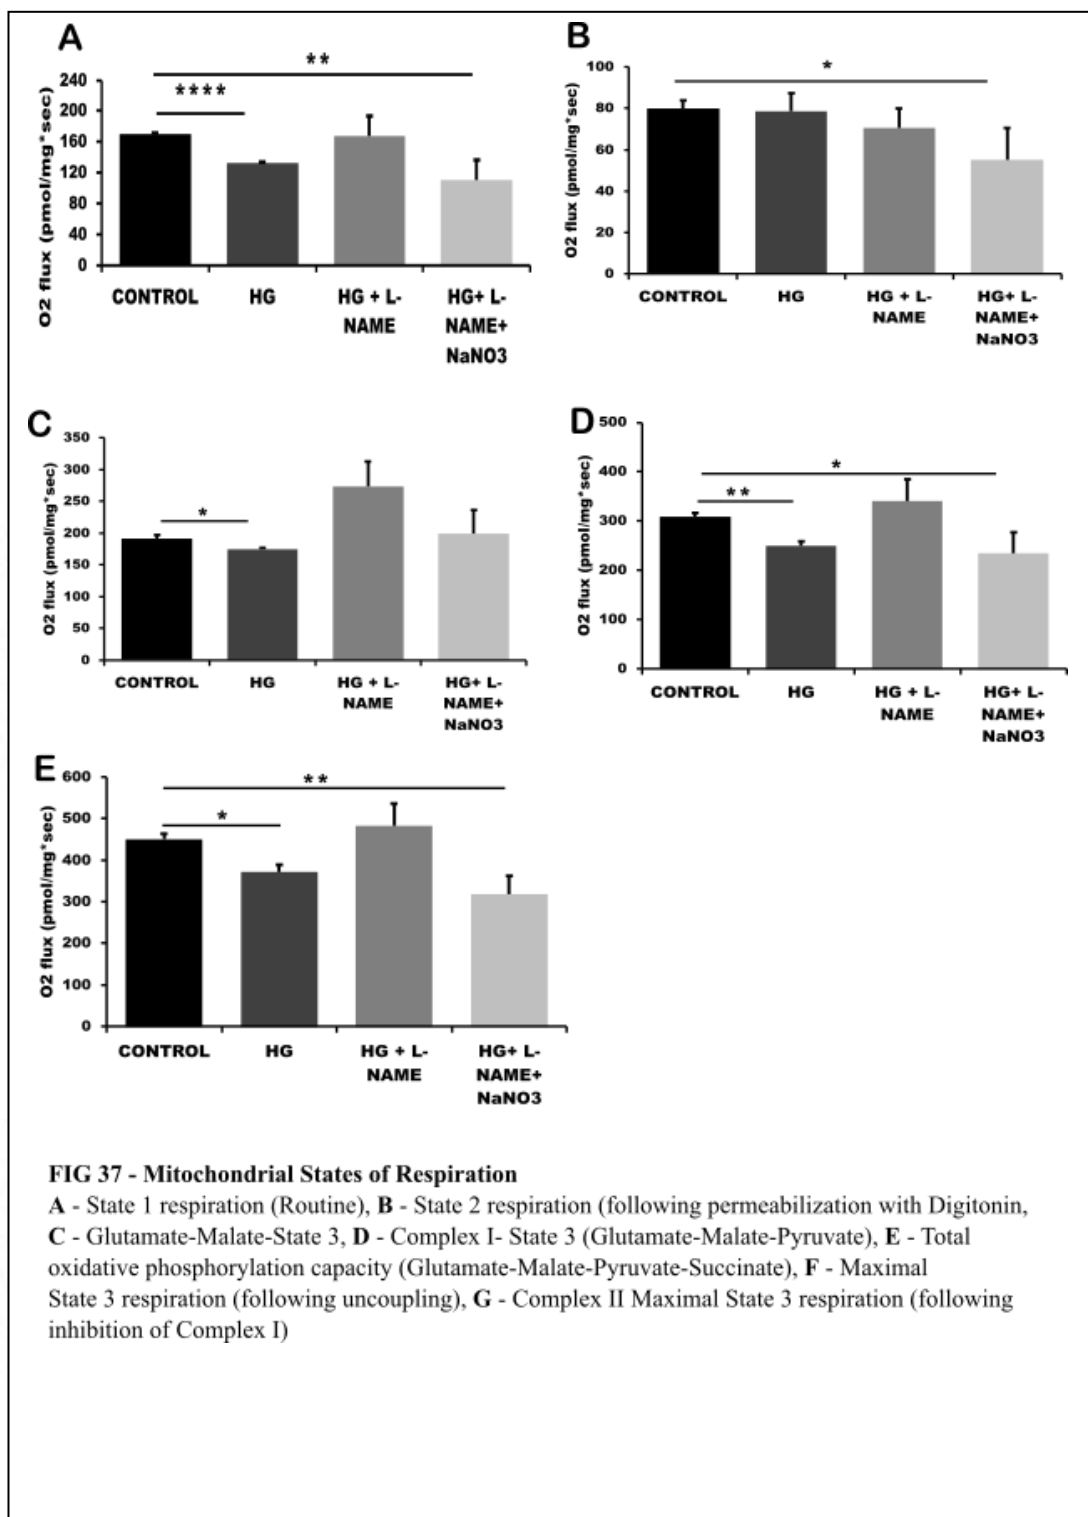 A
**
****
O2 flux (pmol/mg*sec)
240
200
160
120
80
40
0
CONTROL
HG
HG + L-
NAME
HG+ L-
NAME+
NaNO3
B
*
O2 flux (pmol/mg*sec)
100
80
60
40
20
0
CONTROL
HG
HG + L-
NAME
HG+ L-
NAME+
NaNO3
C
*
O2 flux (pmol/mg*sec)
350
300
250
200
150
100
50
0
CONTROL
HG
HG + L-
NAME
HG+ L-
NAME+
NaNO3
D
*
**
O2 flux (pmol/mg*sec)
500
400
300
200
100
0
CONTROL
HG
HG + L-
NAME
HG+ L-
NAME+
NaNO3
E
**
*
O2 flux (pmol/mg*sec)
600
500
400
300
200
100
0
CONTROL
HG
HG + L-
NAME
HG+ L-
NAME+
NaNO3
FIG 37 - Mitochondrial States of Respiration
A - State 1 respiration (Routine), B - State 2 respiration (following permeabilization with Digitonin,
C - Glutamate-Malate-State 3, D - Complex I- State 3 (Glutamate-Malate-Pyruvate), E - Total
oxidative phosphorylation capacity (Glutamate-Malate-Pyruvate-Succinate), F - Maximal
State 3 respiration (following uncoupling), G - Complex II Maximal State 3 respiration (following
inhibition of Complex I)